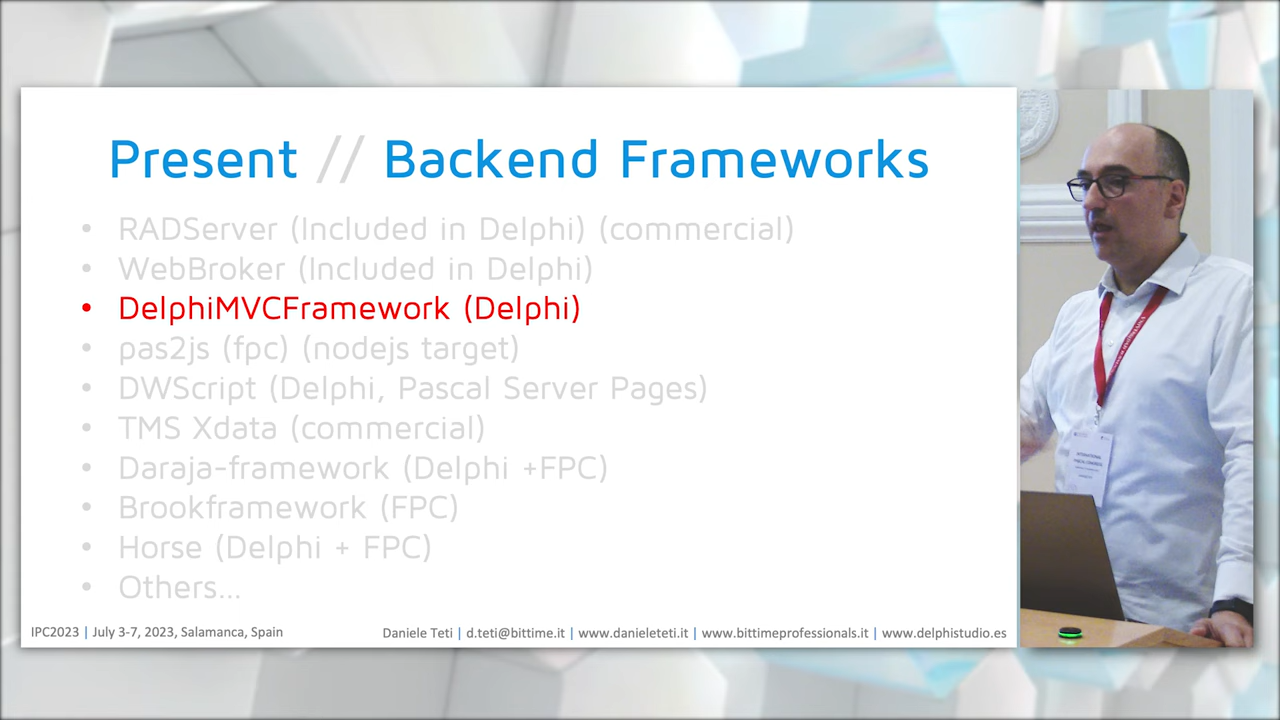 Present // Backend Frameworks
• RADServer (Included in Delphi) (commercial)
• WebBroker (Included in Delphi)
• DelphiMVCFramework (Delphi)
• pas2js (fpc) (nodejs target)
• DWScript (Delphi, Pascal Server Pages)
• TMS Xdata (commercial)
• Daraja-framework (Delphi +FPC)
• Brookframework (FPC)
• Horse (Delphi + FPC)
• Others...
IPC2023 | July 3-7, 2023, Salamanca, Spain
Daniele Teti | d.teti@bittime.it | www.danieleteti.it | www.bittimeprofessionals.it | www.delphistudio.es
INTERNATIONAL
PASCAL CONGRESS